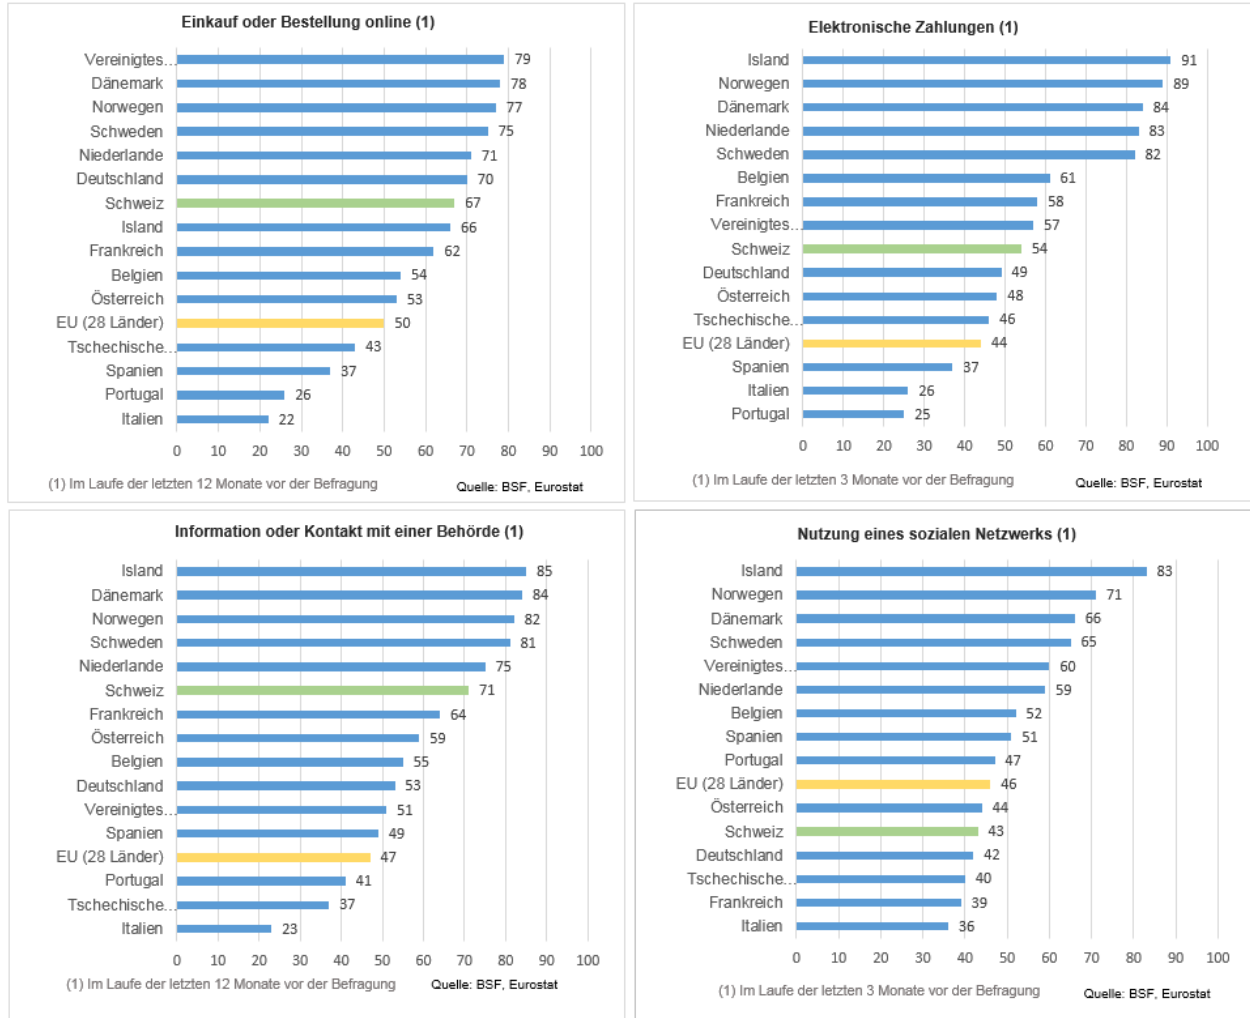 Einkauf oder Bestellung online (1)
Vereinigtes... 79
Dänemark 78
Norwegen 77
Schweden 75
Niederlande 71
Deutschland 70
Schweiz 67
Island 66
Frankreich 62
Belgien 54
Österreich 53
EU (28 Länder) 50
Tschechische... 43
Spanien 37
Portugal 26
Italien 22
0 10 20 30 40 50 60 70 80 90 100
(1) Im Laufe der letzten 12 Monate vor der Befragung Quelle: BSF, Eurostat
Elektronische Zahlungen (1)
Island 91
Norwegen 89
Dänemark 84
Niederlande 83
Schweden 82
Belgien 61
Frankreich 58
Vereinigtes... 57
Schweiz 54
Deutschland 49
Österreich 48
Tschechische... 46
EU (28 Länder) 44
Spanien 37
Italien 26
Portugal 25
0 10 20 30 40 50 60 70 80 90 100
(1) Im Laufe der letzten 3 Monate vor der Befragung Quelle: BSF, Eurostat
Information oder Kontakt mit einer Behörde (1)
Island 85
Dänemark 84
Norwegen 82
Schweden 81
Niederlande 75
Schweiz 71
Frankreich 64
Österreich 59
Belgien 55
Deutschland 53
Vereinigtes... 51
Spanien 49
EU (28 Länder) 47
Portugal 41
Tschechische... 37
Italien 23
0 10 20 30 40 50 60 70 80 90 100
(1) Im Laufe der letzten 12 Monate vor der Befragung Quelle: BSF, Eurostat
Nutzung eines sozialen Netzwerks (1)
Island 83
Norwegen 71
Dänemark 66
Schweden 65
Vereinigtes... 60
Niederlande 59
Belgien 52
Spanien 51
Portugal 47
EU (28 Länder) 46
Österreich 44
Schweiz 43
Deutschland 42
Tschechische... 40
Frankreich 39
Italien 36
0 10 20 30 40 50 60 70 80 90 100
(1) Im Laufe der letzten 3 Monate vor der Befragung Quelle: BSF, Eurostat